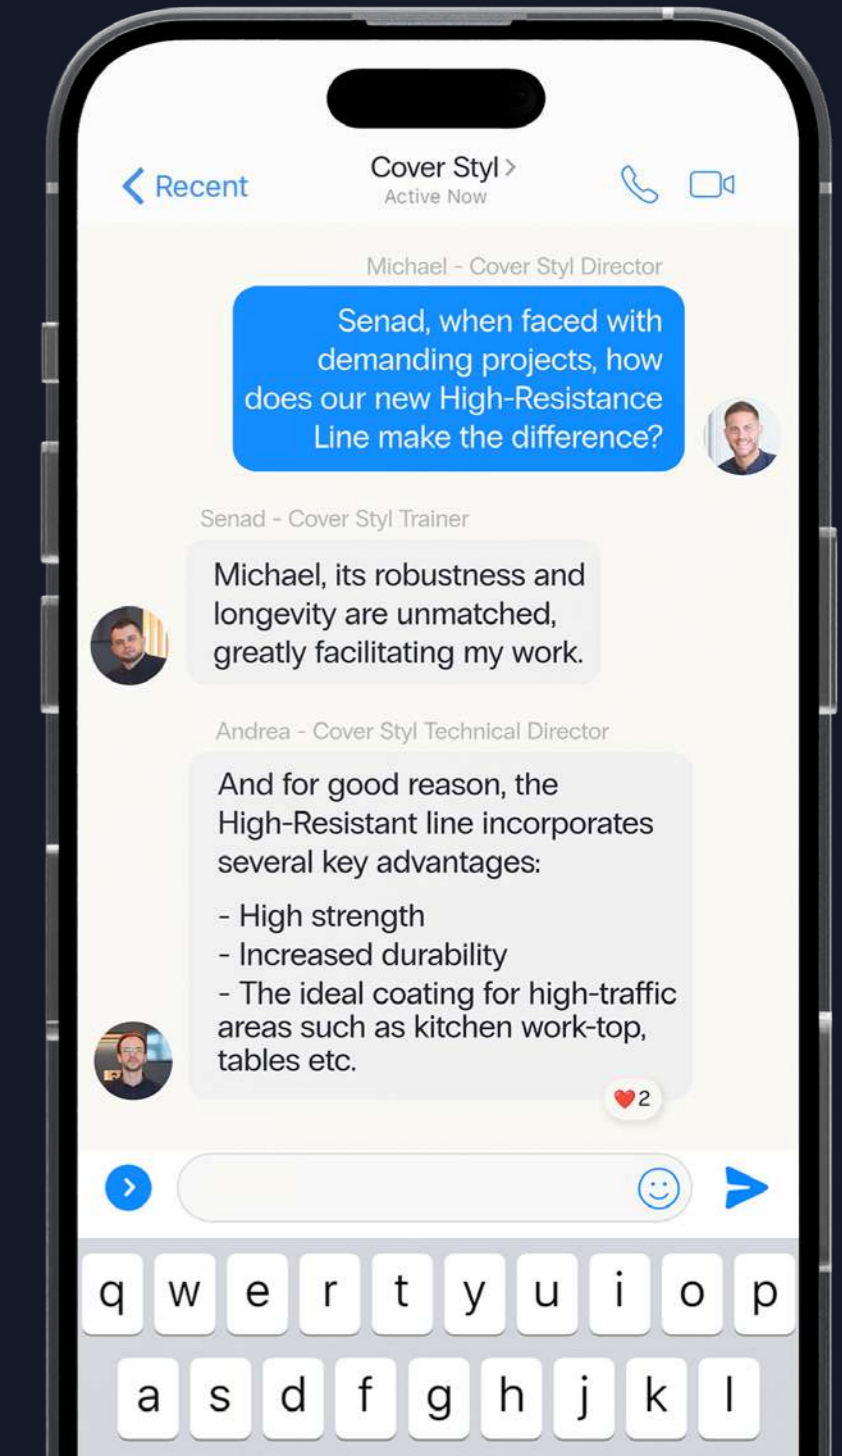 Recent
Cover Styl
Active Now
Michael - Cover Styl Director
Senad, when faced with
demanding projects, how
does our new High-Resistance
Line make the difference?
Senad - Cover Styl Trainer
Michael, its robustness and
longevity are unmatched,
greatly facilitating my work.
Andrea - Cover Styl Technical Director
And for good reason, the
High-Resistant line incorporates
several key advantages:
- High strength
- Increased durability
- The ideal coating for high-traffic
areas such as kitchen work-top,
tables etc.
❤️2
q w e r t y u i o p
a s d f g h j k l